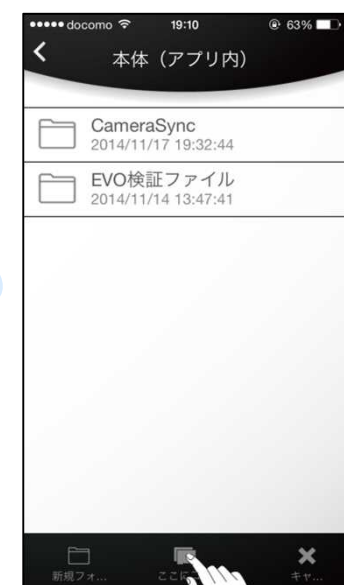 docomo 19:10 63%
本体（アプリ内）
CameraSync
2014/11/17 19:32:44
EVO検証ファイル
2014/11/14 13:47:41
新規フォ... ここに キャ...